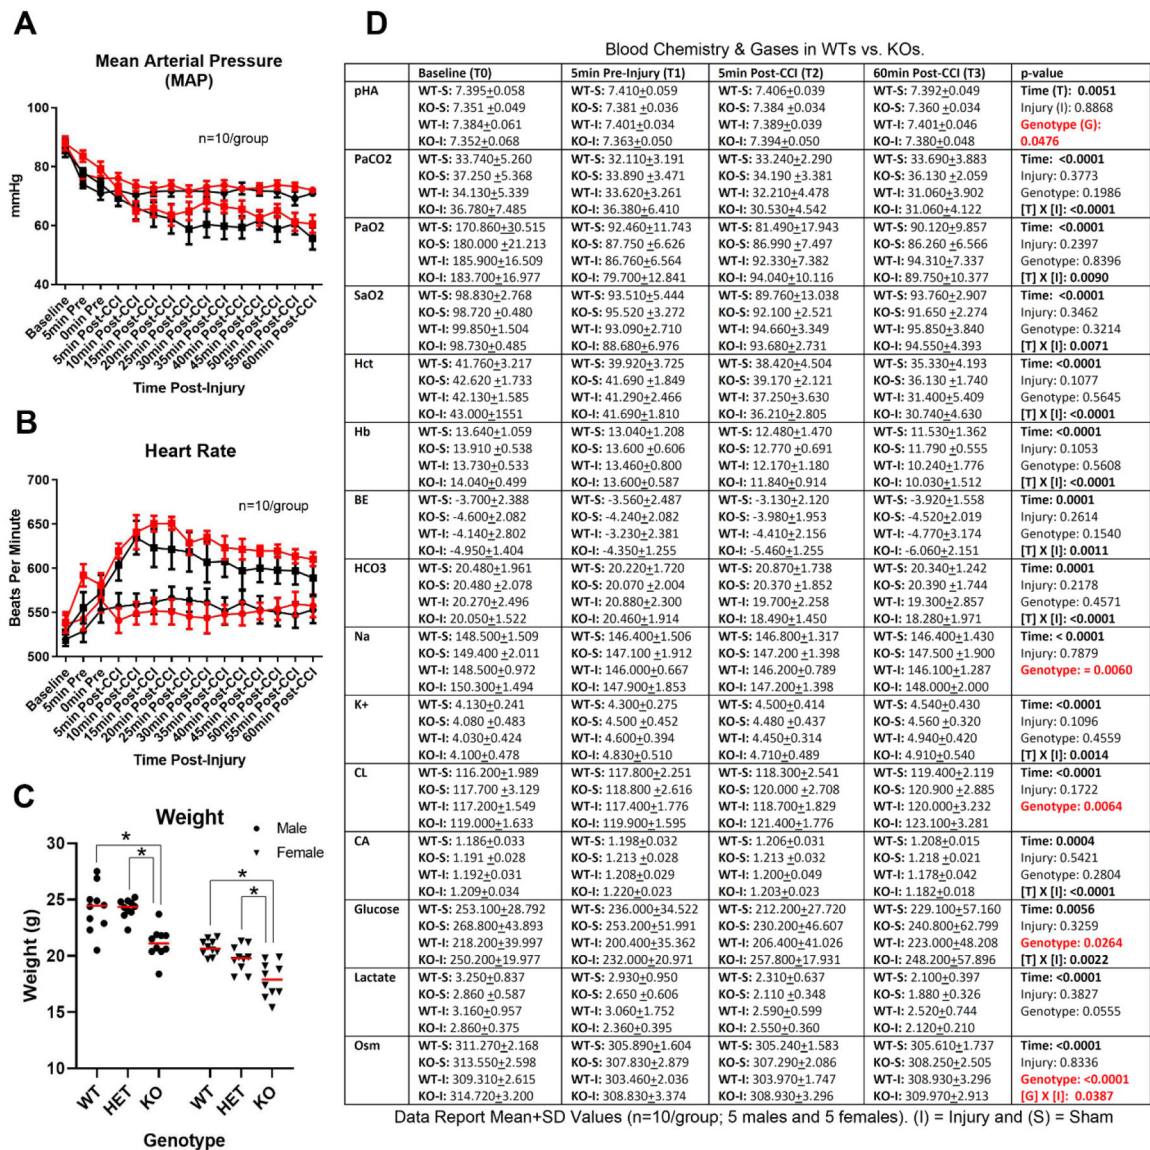 A
Mean Arterial Pressure
(MAP)
n=10/group
mmHg
100
80
60
40
Baseline
5min Pre
0min Pre
5min Post-CCI
10min Post-CCI
15min Post-CCI
20min Post-CCI
25min Post-CCI
30min Post-CCI
35min Post-CCI
40min Post-CCI
45min Post-CCI
50min Post-CCI
55min Post-CCI
60min Post-CCI
Time Post-Injury
B
Heart Rate
n=10/group
Beats Per Minute
700
650
600
550
500
Baseline
5min Pre
0min Pre
5min Post-CCI
10min Post-CCI
15min Post-CCI
20min Post-CCI
25min Post-CCI
30min Post-CCI
35min Post-CCI
40min Post-CCI
45min Post-CCI
50min Post-CCI
55min Post-CCI
60min Post-CCI
Time Post-Injury
C
Weight
Male
Female
* * * *
Weight (g)
30
25
20
15
10
WT HET KO WT HET KO
Genotype
D
Blood Chemistry & Gases in WTs vs. KOs.
Baseline (T0) 5min Pre-Injury (T1) 5min Post-CCI (T2) 60min Post-CCI (T3) p-value
pHA WT-S: 7.395±0.058 WT-S: 7.410±0.059 WT-S: 7.406±0.039 WT-S: 7.392±0.049 Time (T): 0.0051
KO-S: 7.351 ±0.049 KO-S: 7.381 ±0.036 KO-S: 7.384 ±0.034 KO-S: 7.360 ±0.034 Injury (I): 0.8868
WT-I: 7.384±0.061 WT-I: 7.401±0.034 WT-I: 7.389±0.039 WT-I: 7.401±0.046 Genotype (G):
KO-I: 7.352±0.068 KO-I: 7.363±0.050 KO-I: 7.394±0.050 KO-I: 7.380±0.048 0.0476
PaCO2 WT-S: 33.740±5.260 WT-S: 32.110±3.191 WT-S: 33.240±2.290 WT-S: 33.690±3.883 Time: <0.0001
KO-S: 37.250 ±5.368 KO-S: 33.890 ±3.471 KO-S: 34.190 ±3.381 KO-S: 36.130 ±2.059 Injury: 0.3773
WT-I: 34.130±5.339 WT-I: 33.620±3.261 WT-I: 32.210±4.478 WT-I: 31.060±3.902 Genotype: 0.1986
KO-I: 36.780±7.485 KO-I: 36.380±6.410 KO-I: 30.530±4.542 KO-I: 31.060±4.122 [T] X [I]: <0.0001
PaO2 WT-S: 170.860±30.515 WT-S: 92.460±11.743 WT-S: 81.490±17.943 WT-S: 90.120±9.857 Time: <0.0001
KO-S: 180.000 ±21.213 KO-S: 87.750 ±6.626 KO-S: 86.990 ±7.497 KO-S: 86.260 ±6.566 Injury: 0.2397
WT-I: 185.900±16.509 WT-I: 86.760±6.564 WT-I: 92.330±7.382 WT-I: 94.310±7.337 Genotype: 0.8396
KO-I: 183.700±16.977 KO-I: 79.700±12.841 KO-I: 94.040±10.116 KO-I: 89.750±10.377 [T] X [I]: 0.0090
SaO2 WT-S: 98.830±2.768 WT-S: 93.510±5.444 WT-S: 89.760±13.038 WT-S: 93.760±2.907 Time: <0.0001
KO-S: 98.720 ±0.480 KO-S: 95.520 ±3.272 KO-S: 92.100 ±2.521 KO-S: 91.650 ±2.274 Injury: 0.3462
WT-I: 99.850±1.504 WT-I: 93.090±2.710 WT-I: 94.660±3.349 WT-I: 95.850±3.840 Genotype: 0.3214
KO-I: 98.730±0.485 KO-I: 88.680±6.976 KO-I: 93.680±2.731 KO-I: 94.550±4.393 [T] X [I]: 0.0071
Hct WT-S: 41.760±3.217 WT-S: 39.920±3.725 WT-S: 38.420±4.504 WT-S: 35.330±4.193 Time: <0.0001
KO-S: 42.620 ±1.733 KO-S: 41.690 ±1.849 KO-S: 39.170 ±2.121 KO-S: 36.130 ±1.740 Injury: 0.1077
WT-I: 42.130±1.585 WT-I: 41.290±2.466 WT-I: 37.250±3.630 WT-I: 31.400±5.409 Genotype: 0.5645
KO-I: 43.000±1551 KO-I: 41.690±1.810 KO-I: 36.210±2.805 KO-I: 30.740±4.630 [T] X [I]: <0.0001
Hb WT-S: 13.640±1.059 WT-S: 13.040±1.208 WT-S: 12.480±1.470 WT-S: 11.530±1.362 Time: <0.0001
KO-S: 13.910 ±0.538 KO-S: 13.600 ±0.606 KO-S: 12.770 ±0.691 KO-S: 11.790 ±0.555 Injury: 0.1053
WT-I: 13.730±0.533 WT-I: 13.460±0.800 WT-I: 12.170±1.180 WT-I: 10.240±1.776 Genotype: 0.5608
KO-I: 14.040±0.499 KO-I: 13.600±0.587 KO-I: 11.840±0.914 KO-I: 10.030±1.512 [T] X [I]: <0.0001
BE WT-S: -3.700±2.388 WT-S: -3.560±2.487 WT-S: -3.130±2.120 WT-S: -3.920±1.558 Time: 0.0001
KO-S: -4.600±2.082 KO-S: -4.240±2.082 KO-S: -3.980±1.953 KO-S: -4.520±2.019 Injury: 0.2614
WT-I: -4.140±2.802 WT-I: -3.230±2.381 WT-I: -4.410±2.156 WT-I: -4.770±3.174 Genotype: 0.1540
KO-I: -4.950±1.404 KO-I: -4.350±1.255 KO-I: -5.460±1.255 KO-I: -6.060±2.151 [T] X [I]: 0.0011
HCO3 WT-S: 20.480±1.961 WT-S: 20.220±1.720 WT-S: 20.870±1.738 WT-S: 20.340±1.242 Time: 0.0001
KO-S: 20.480 ±2.078 KO-S: 20.070 ±2.004 KO-S: 20.370 ±1.852 KO-S: 20.390 ±1.744 Injury: 0.2178
WT-I: 20.270±2.496 WT-I: 20.880±2.300 WT-I: 19.700±2.258 WT-I: 19.300±2.857 Genotype: 0.4571
KO-I: 20.050±1.522 KO-I: 20.460±1.914 KO-I: 18.490±1.450 KO-I: 18.280±1.971 [T] X [I]: <0.0001
Na WT-S: 148.500±1.509 WT-S: 146.400±1.506 WT-S: 146.800±1.317 WT-S: 146.400±1.430 Time: < 0.0001
KO-S: 149.400 ±2.011 KO-S: 147.100 ±1.912 KO-S: 147.200 ±1.398 KO-S: 147.500 ±1.900 Injury: 0.7879
WT-I: 148.500±0.972 WT-I: 146.000±0.667 WT-I: 146.200±0.789 WT-I: 146.100±1.287 Genotype: = 0.0060
KO-I: 150.300±1.494 KO-I: 147.900±1.853 KO-I: 147.200±1.398 KO-I: 148.000±2.000
K+ WT-S: 4.130±0.241 WT-S: 4.300±0.275 WT-S: 4.500±0.414 WT-S: 4.540±0.430 Time: <0.0001
KO-S: 4.080 ±0.483 KO-S: 4.500 ±0.452 KO-S: 4.480 ±0.437 KO-S: 4.560 ±0.320 Injury: 0.1096
WT-I: 4.030±0.424 WT-I: 4.600±0.394 WT-I: 4.450±0.314 WT-I: 4.940±0.420 Genotype: 0.4559
KO-I: 4.100±0.478 KO-I: 4.830±0.510 KO-I: 4.710±0.489 KO-I: 4.910±0.540 [T] X [I]: 0.0014
CL WT-S: 116.200±1.989 WT-S: 117.800±2.251 WT-S: 118.300±2.541 WT-S: 119.400±2.119 Time: <0.0001
KO-S: 117.700 ±3.129 KO-S: 118.800 ±2.616 KO-S: 120.000 ±2.708 KO-S: 120.900 ±2.885 Injury: 0.1722
WT-I: 117.200±1.549 WT-I: 117.400±1.776 WT-I: 118.700±1.829 WT-I: 120.000±3.232 Genotype: 0.0064
KO-I: 119.000±1.633 KO-I: 119.900±1.595 KO-I: 121.400±1.776 KO-I: 123.100±3.281
CA WT-S: 1.186±0.033 WT-S: 1.198±0.032 WT-S: 1.206±0.031 WT-S: 1.208±0.015 Time: 0.0004
KO-S: 1.191 ±0.028 KO-S: 1.213 ±0.028 KO-S: 1.213 ±0.032 KO-S: 1.218 ±0.021 Injury: 0.5421
WT-I: 1.192±0.031 WT-I: 1.208±0.029 WT-I: 1.200±0.049 WT-I: 1.178±0.042 Genotype: 0.2804
KO-I: 1.209±0.034 KO-I: 1.220±0.023 KO-I: 1.203±0.023 KO-I: 1.182±0.018 [T] X [I]: <0.0001
Glucose WT-S: 253.100±28.792 WT-S: 236.000±34.522 WT-S: 212.200±27.720 WT-S: 229.100±57.160 Time: 0.0056
KO-S: 268.800±43.893 KO-S: 253.200±51.991 KO-S: 230.200±46.607 KO-S: 240.800±62.799 Injury: 0.3259
WT-I: 218.200±39.997 WT-I: 200.400±35.362 WT-I: 206.400±41.026 WT-I: 223.000±48.208 Genotype: 0.0264
KO-I: 250.200±19.977 KO-I: 232.000±20.971 KO-I: 257.800±17.931 KO-I: 248.200±57.896 [T] X [I]: 0.0022
Lactate WT-S: 3.250±0.837 WT-S: 2.930±0.950 WT-S: 2.310±0.637 WT-S: 2.100±0.397 Time: <0.0001
KO-S: 2.860 ±0.587 KO-S: 2.650 ±0.606 KO-S: 2.110 ±0.348 KO-S: 1.880 ±0.326 Injury: 0.3827
WT-I: 3.160±0.957 WT-I: 3.060±1.752 WT-I: 2.590±0.599 WT-I: 2.520±0.744 Genotype: 0.0555
KO-I: 2.860±0.375 KO-I: 2.360±0.395 KO-I: 2.550±0.360 KO-I: 2.120±0.210
Osm WT-S: 311.270±2.168 WT-S: 305.890±1.604 WT-S: 305.240±1.583 WT-S: 305.610±1.737 Time: <0.0001
KO-S: 313.550±2.598 KO-S: 307.830±2.879 KO-S: 307.290±2.086 KO-S: 308.250±2.505 Injury: 0.8336
WT-I: 309.310±2.615 WT-I: 303.460±2.036 WT-I: 303.970±1.747 WT-I: 308.930±3.296 Genotype: <0.0001
KO-I: 314.720±3.200 KO-I: 308.830±3.374 KO-I: 308.930±3.296 KO-I: 309.970±2.913 [G] X [I]: 0.0387
Data Report Mean+SD Values (n=10/group; 5 males and 5 females). (I) = Injury and (S) = Sham